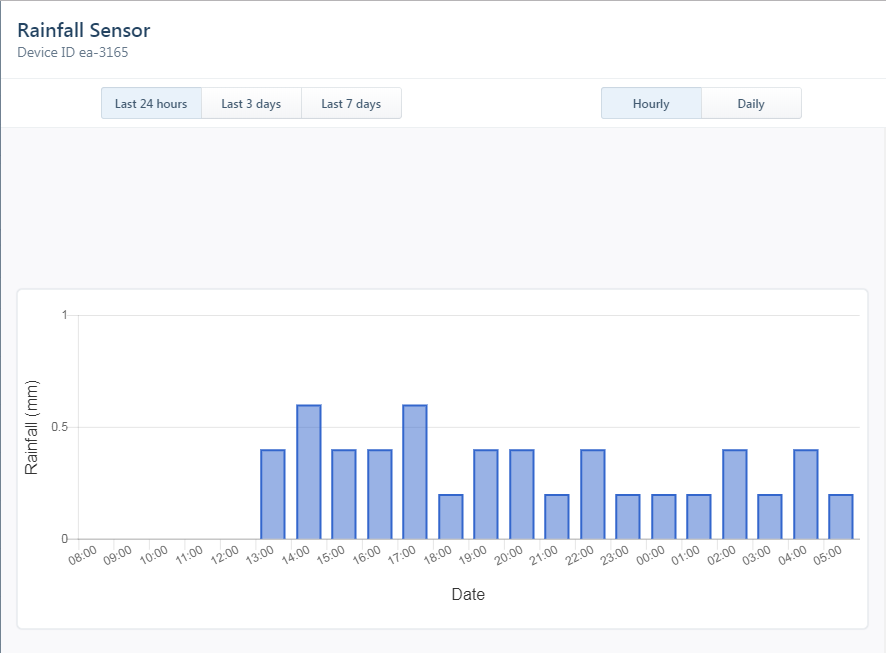 Rainfall Sensor
Device ID ea-3165
Last 24 hours Last 3 days Last 7 days Hourly Daily
1
0.5
0
Rainfall (mm)
08:00 09:00 10:00 11:00 12:00 13:00 14:00 15:00 16:00 17:00 18:00 19:00 20:00 21:00 22:00 23:00 00:00 01:00 02:00 03:00 04:00 05:00
Date